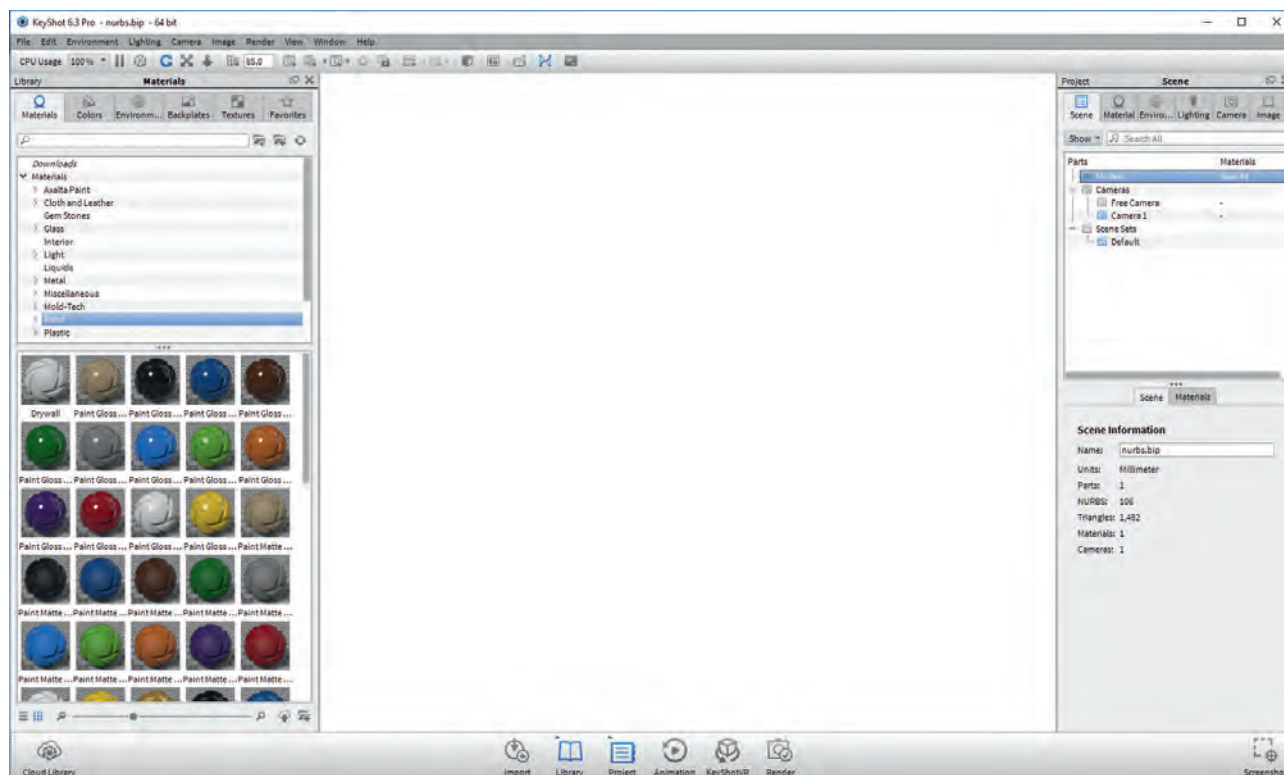 KeyShot 6.3 Pro - nurbs.bip - 64 bit
File Edit Environment Lighting Camera Image Render View Window Help
CPU Usage 100% 85.0
Library Materials
Materials Colors Environm... Backplates Textures Favorites
Downloads
Materials
Axalta Paint
Cloth and Leather
Gem Stones
Glass
Interior
Light
Liquids
Metal
Miscellaneous
Mold-Tech
Paint
Plastic
Drywall Paint Gloss ... Paint Gloss ... Paint Gloss ... Paint Gloss ...
Paint Gloss ... Paint Gloss ... Paint Gloss ... Paint Gloss ... Paint Gloss ...
Paint Gloss ... Paint Gloss ... Paint Gloss ... Paint Gloss ... Paint Matte ...
Paint Matte ... Paint Matte ... Paint Matte ... Paint Matte ... Paint Matte ...
Paint Matte ... Paint Matte ... Paint Matte ... Paint Matte ... Paint Matte ...
Project Scene
Scene Material Enviro... Lighting Camera Image
Show Search All
Parts Materials
Cameras
Free Camera -
Camera 1 -
Scene Sets
Default
Scene Materials
Scene Information
Name: nurbs.bip
Units: Millimeter
Parts: 1
NURBS: 106
Triangles: 1,482
Materials: 1
Cameras: 1
Cloud Library Import Library Project Animation KeyShotVR Render Screenshot